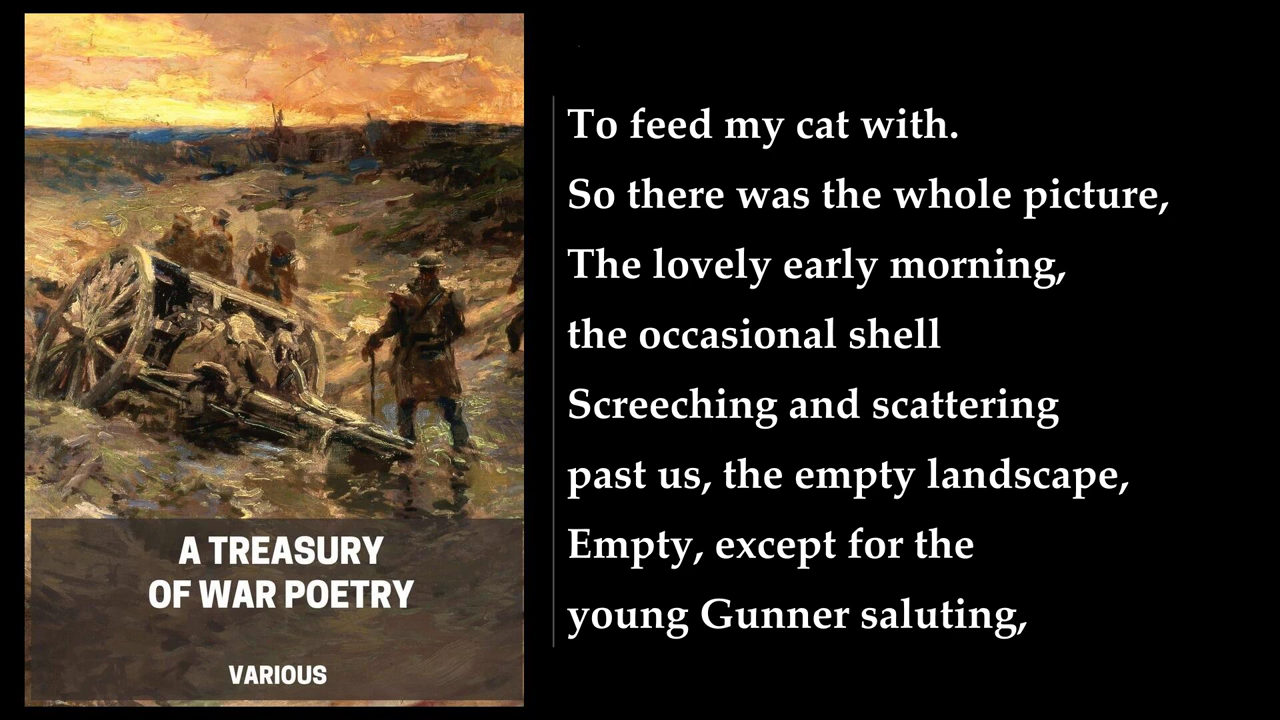 A TREASURY
OF WAR POETRY
VARIOUS
To feed my cat with.
So there was the whole picture,
The lovely early morning,
the occasional shell
Screeching and scattering
past us, the empty landscape,
Empty, except for the
young Gunner saluting,